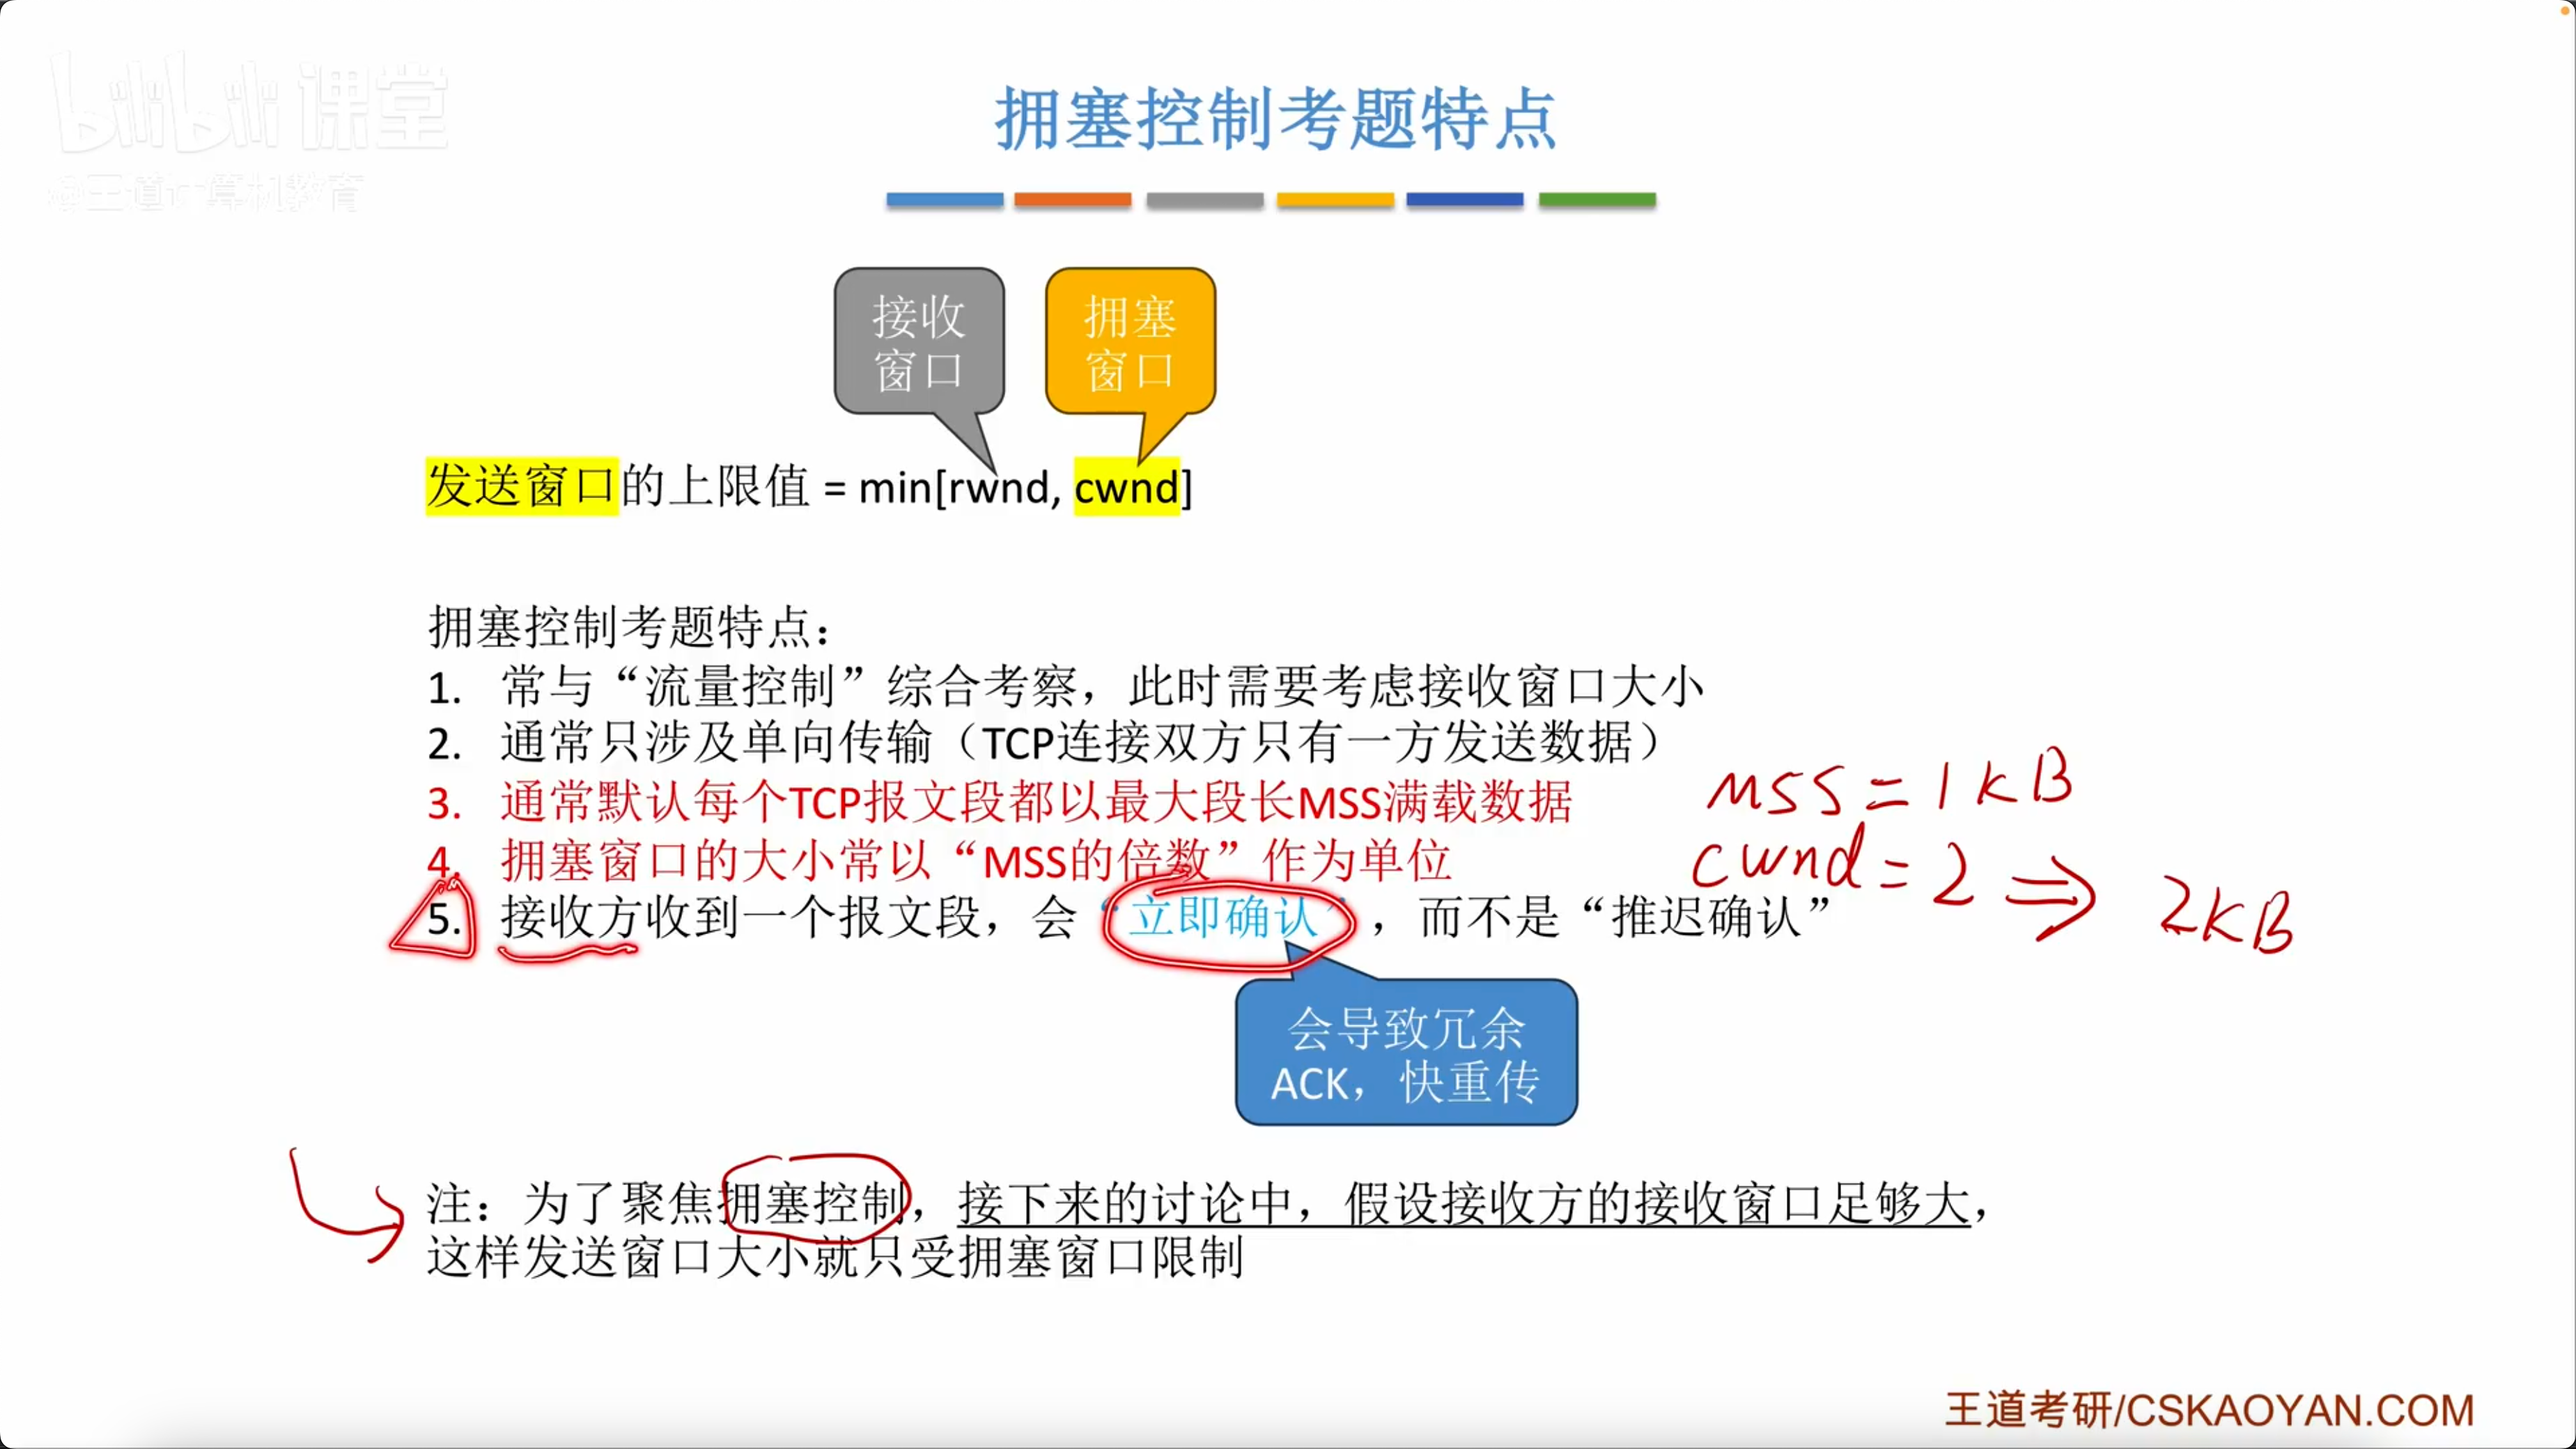 bilibili课堂
@王道计算机教育
拥塞控制考题特点
接收
窗口
拥塞
窗口
发送窗口的上限值 = min[rwnd, cwnd]
拥塞控制考题特点：
1. 常与“流量控制”综合考察，此时需要考虑接收窗口大小
2. 通常只涉及单向传输（TCP连接双方只有一方发送数据）
3. 通常默认每个TCP报文段都以最大段长MSS满载数据
4. 拥塞窗口的大小常以“MSS的倍数”作为单位
5. 接收方收到一个报文段，会“立即确认”，而不是“推迟确认”
MSS=1KB
cwnd=2⇒ 2KB
会导致冗余
ACK，快重传
注：为了聚焦拥塞控制，接下来的讨论中，假设接收方的接收窗口足够大，
这样发送窗口大小就只受拥塞窗口限制
王道考研/CSKAOYAN.COM